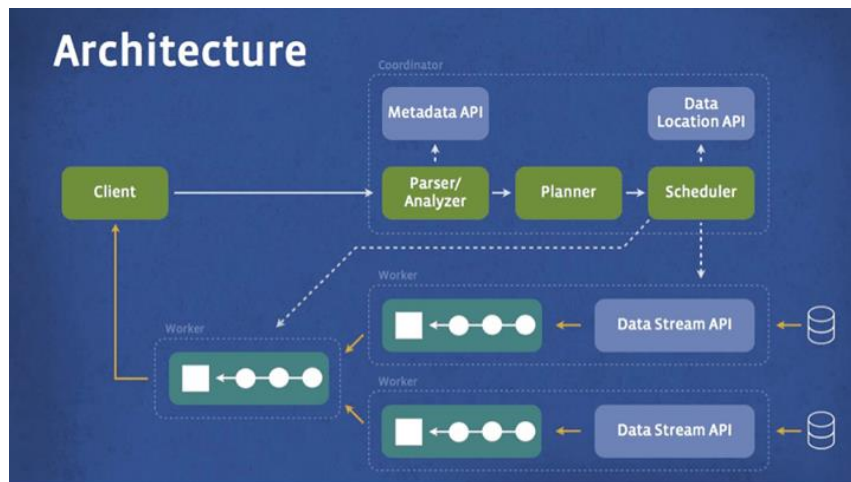 Architecture
Coordinator
Metadata API
Data
Location API
Client
Parser/
Analyzer
Planner
Scheduler
Worker
Data Stream API
Worker
Worker
Data Stream API